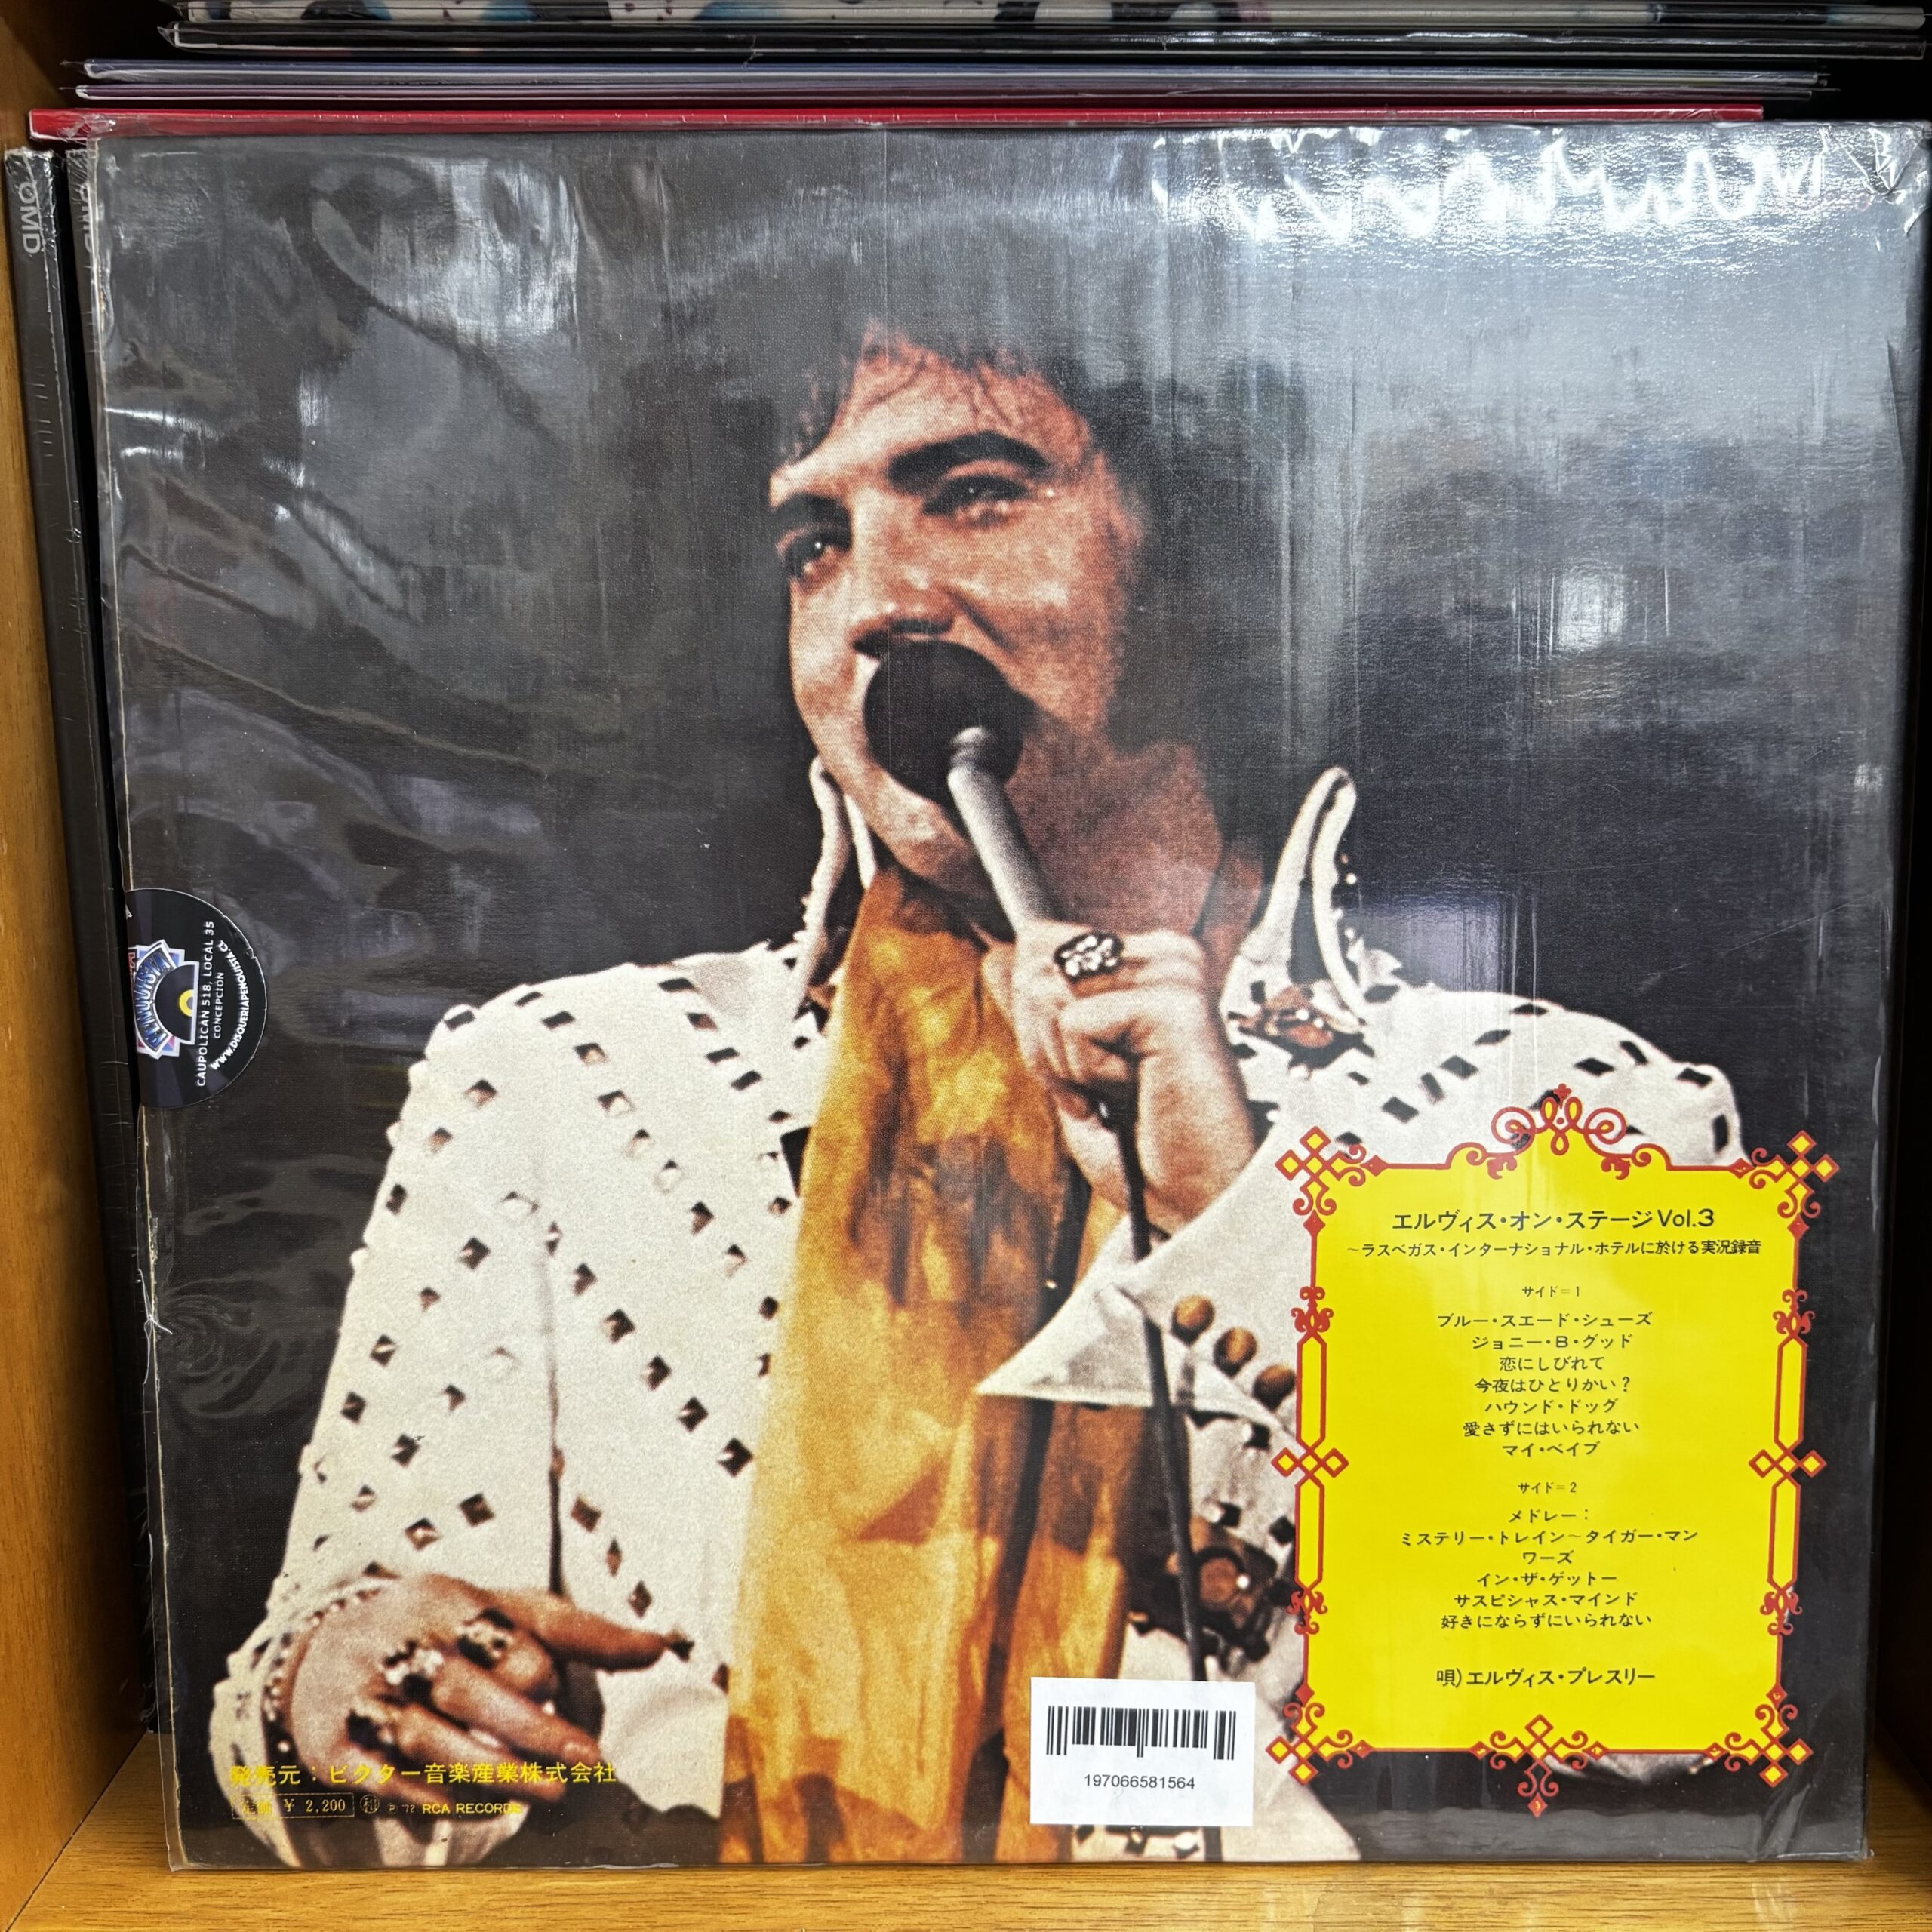 OMD
CAUPOLICAN 518, LOCAL 35
CONCEPCIÓN
エルヴィス・オン・ステージ Vol.3
～ラスベガス・インターナショナル・ホテルに於ける実況録音
サイド＝1
ブルー・スエード・シューズ
ジョニー・B・グッド
恋にしびれて
今夜はひとりかい？
ハウンド・ドッグ
愛さずにはいられない
マイ・ベイブ
サイド＝2
メドレー：
ミステリー・トレイン～タイガー・マン
ワーズ
イン・ザ・ゲットー
サスピシャス・マインド
好きにならずにいられない
唄）エルヴィス・プレスリー
発売元：ビクター音楽産業株式会社
定価 ¥ 2,200 ㊓ ℗ '72 RCA RECORDS
197066581564